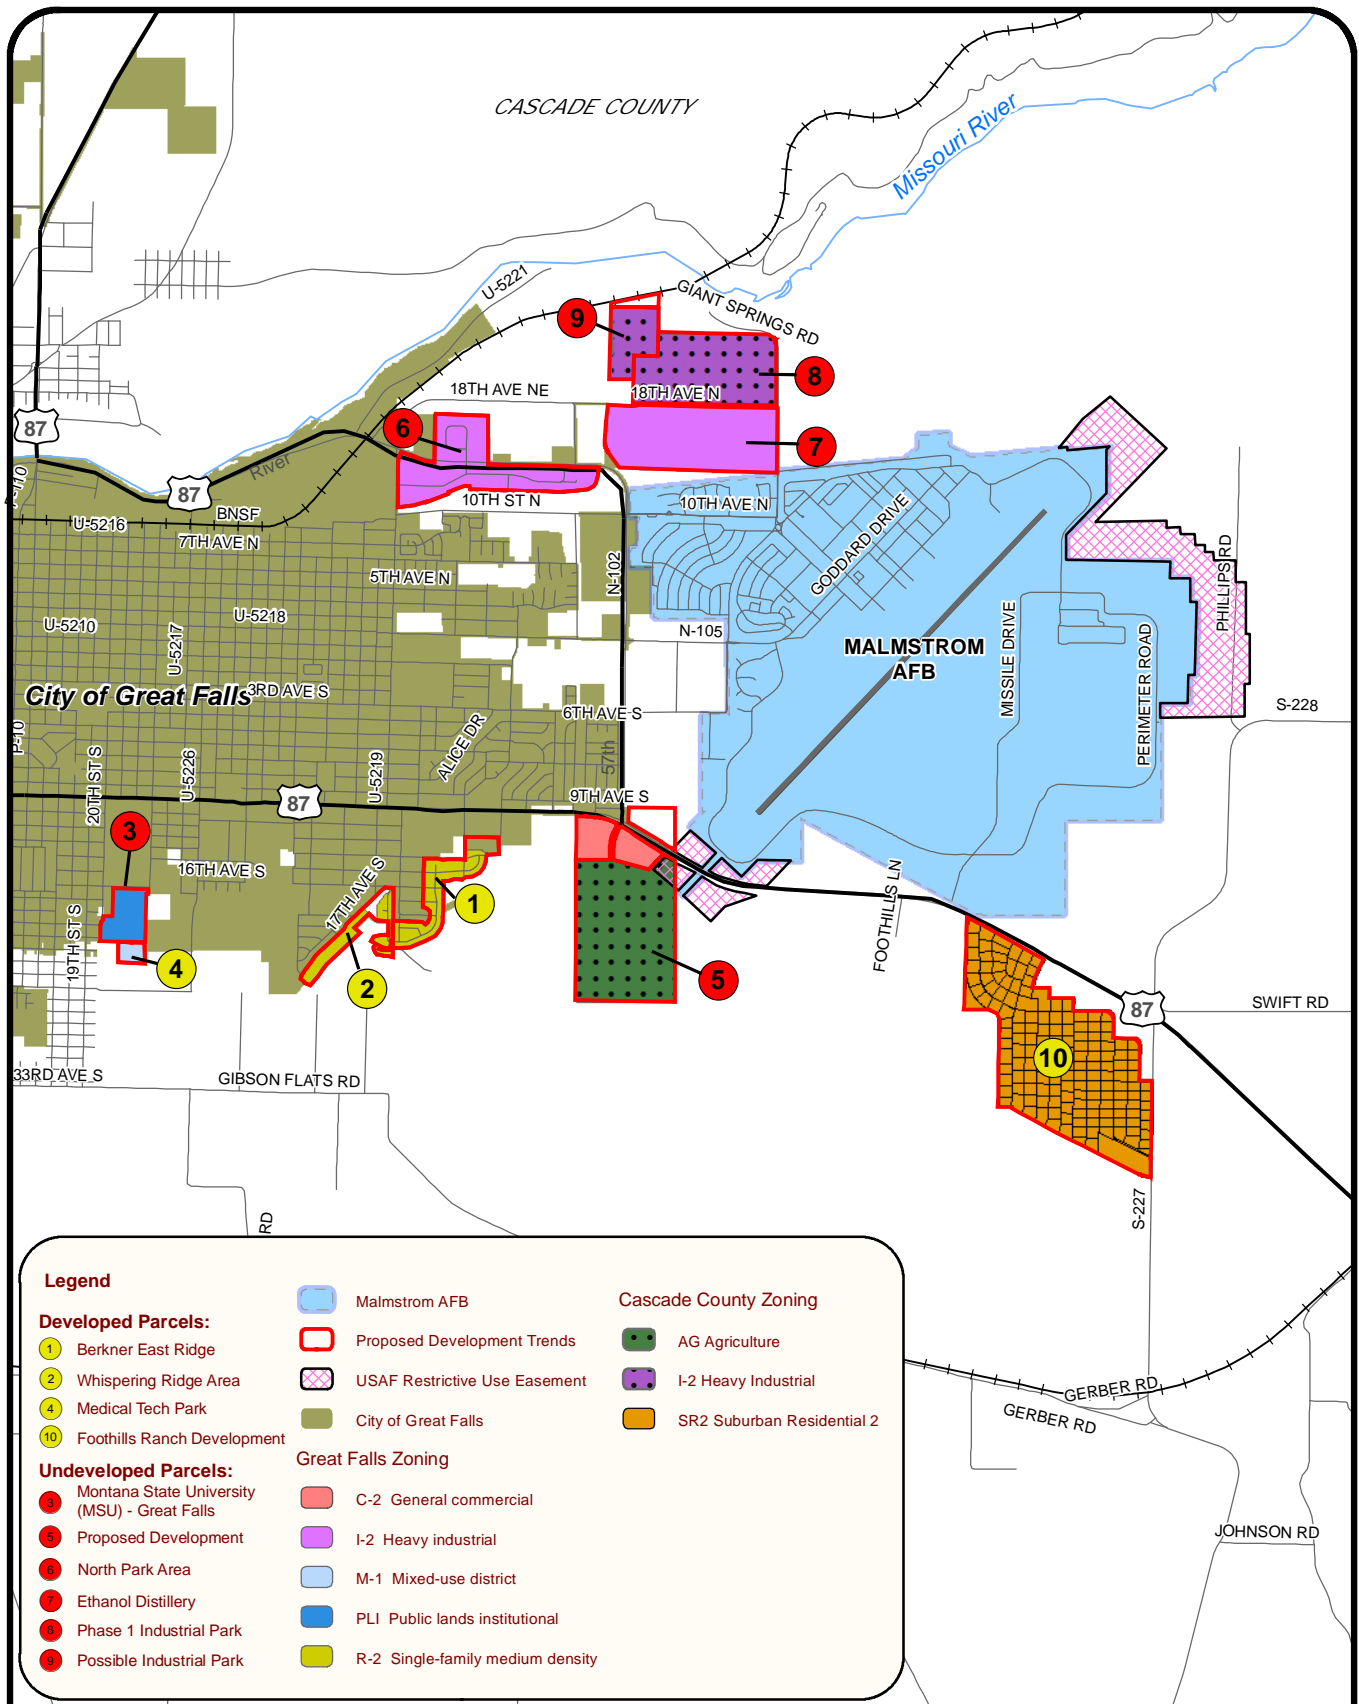 CASCADE COUNTY
Missouri River
U-5221
GIANT SPRINGS RD
9
8
18TH AVE NE
18TH AVE N
87
6
7
River
87
10TH ST N
10TH AVE N
BNSF
U-5216
7TH AVE N
GODDARD DRIVE
N-102
5TH AVE N
PHILLIPS RD
U-5218
U-5210
U-5217
N-105
MISSILE DRIVE
PERIMETER ROAD
MALMSTROM
AFB
City of Great Falls
3RD AVE S
6TH AVE S
S-228
P-10
ALICE DR
57th
20TH ST S
U-5226
U-5219
87
9TH AVE S
3
16TH AVE S
17TH AVE S
1
FOOTHILLS LN
19TH ST S
4
2
5
87
SWIFT RD
10
33RD AVE S
GIBSON FLATS RD
RD
S-227
GERBER RD
GERBER RD
JOHNSON RD
Legend
Developed Parcels:
1 Berkner East Ridge
2 Whispering Ridge Area
4 Medical Tech Park
10 Foothills Ranch Development
Undeveloped Parcels:
3 Montana State University
(MSU) - Great Falls
5 Proposed Development
6 North Park Area
7 Ethanol Distillery
8 Phase 1 Industrial Park
9 Possible Industrial Park
Malmstrom AFB
Proposed Development Trends
USAF Restrictive Use Easement
City of Great Falls
Great Falls Zoning
C-2 General commercial
I-2 Heavy industrial
M-1 Mixed-use district
PLI Public lands institutional
R-2 Single-family medium density
Cascade County Zoning
AG Agriculture
I-2 Heavy Industrial
SR2 Suburban Residential 2